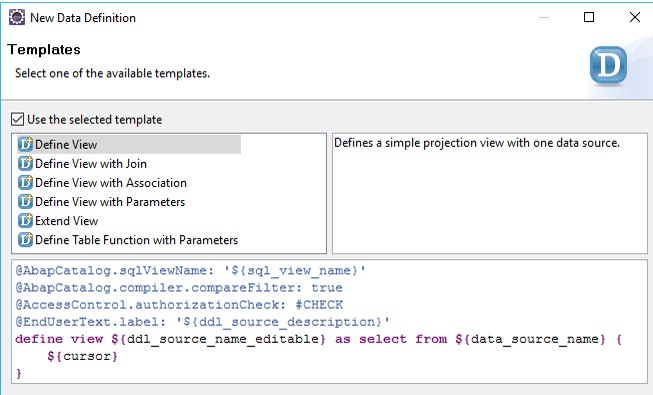 New Data Definition
Templates
Select one of the available templates.
D
Use the selected template
Define View
Define View with Join
Define View with Association
Define View with Parameters
Extend View
Define Table Function with Parameters
Defines a simple projection view with one data source.
@AbapCatalog.sqlViewName: '${sql_view_name}'
@AbapCatalog.compiler.compareFilter: true
@AccessControl.authorizationCheck: #CHECK
@EndUserText.label: '${ddl_source_description}'
define view ${ddl_source_name_editable} as select from ${data_source_name} {
    ${cursor}
}